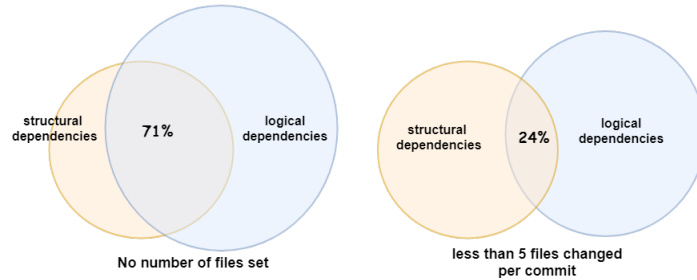 structural
dependencies
71%
logical
dependencies
No number of files set
structural
dependencies
24%
logical
dependencies
less than 5 files changed
per commit